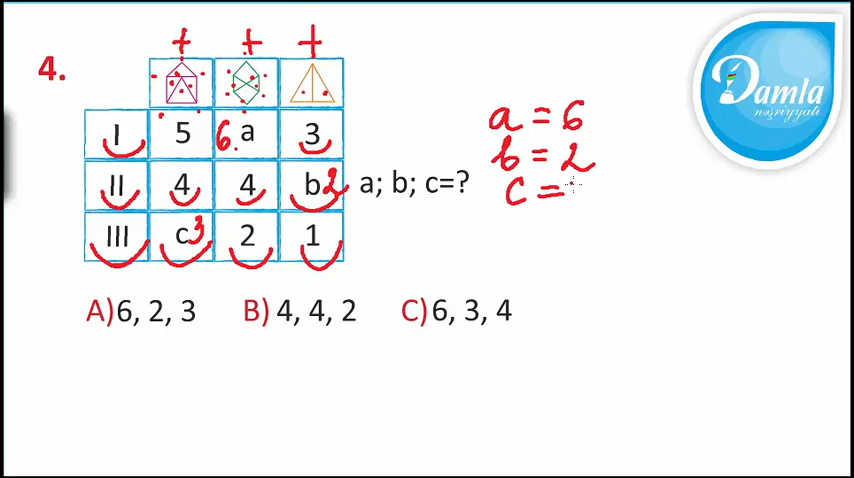 + + +
4.
Damla
nəşriyyatı
I 5 6 a 3
II 4 4 b 2 a; b; c=?
III c 3 2 1
a = 6
b = 2
c =
A) 6, 2, 3 B) 4, 4, 2 C) 6, 3, 4